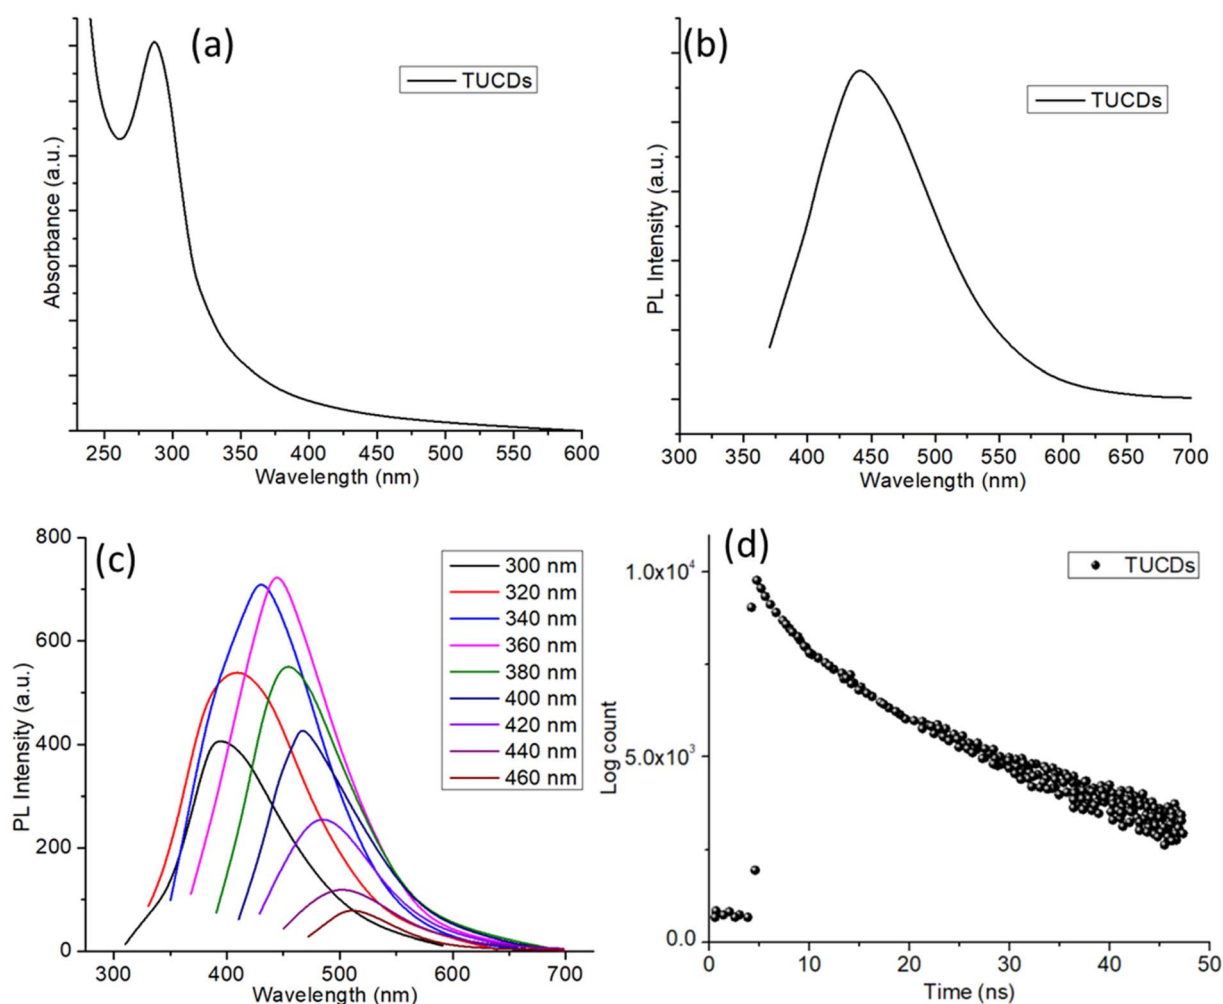 (a)
TUCDs
Absorbance (a.u.)
250 300 350 400 450 500 550 600
Wavelength (nm)
(b)
TUCDs
PL Intensity (a.u.)
300 350 400 450 500 550 600 650 700
Wavelength (nm)
(c)
800
600
400
200
0
PL Intensity (a.u.)
300 nm
320 nm
340 nm
360 nm
380 nm
400 nm
420 nm
440 nm
460 nm
300 400 500 600 700
Wavelength (nm)
(d)
TUCDs
1.0x10⁴
5.0x10³
0.0
Log count
0 10 20 30 40 50
Time (ns)